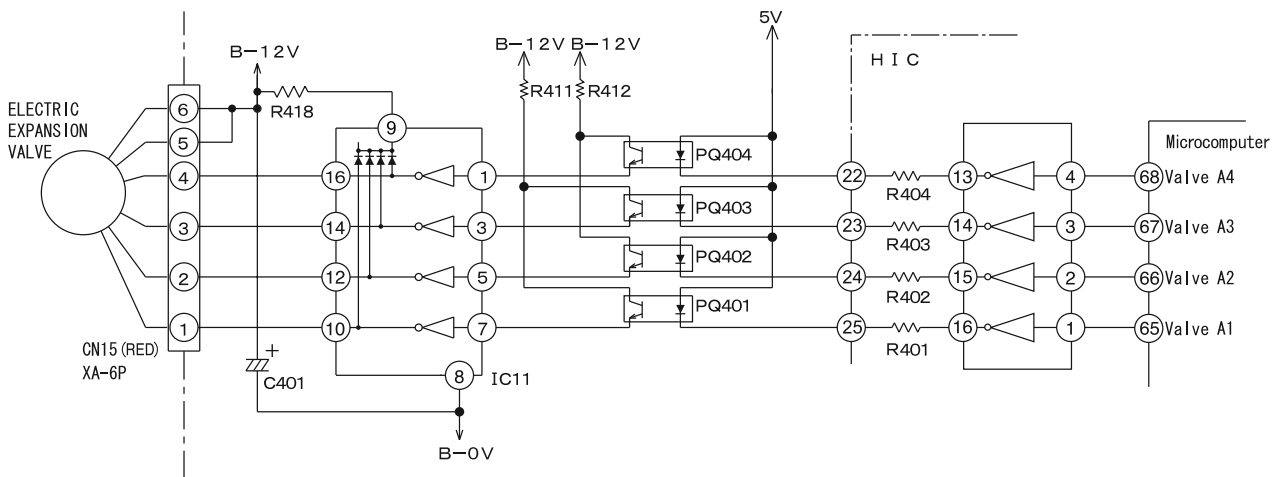 5V
B-12V
B-12V B-12V
HIC
R418
R411
R412
ELECTRIC
EXPANSION
VALVE
Microcomputer
6
5
9
PQ404
4
16
1
22
R404
13
4
68
Valve A4
PQ403
3
14
3
23
R403
14
3
67
Valve A3
PQ402
2
12
5
24
R402
15
2
66
Valve A2
PQ401
1
10
7
25
R401
16
1
65
Valve A1
CN15(RED)
XA-6P
+
C401
8
IC11
B-0V